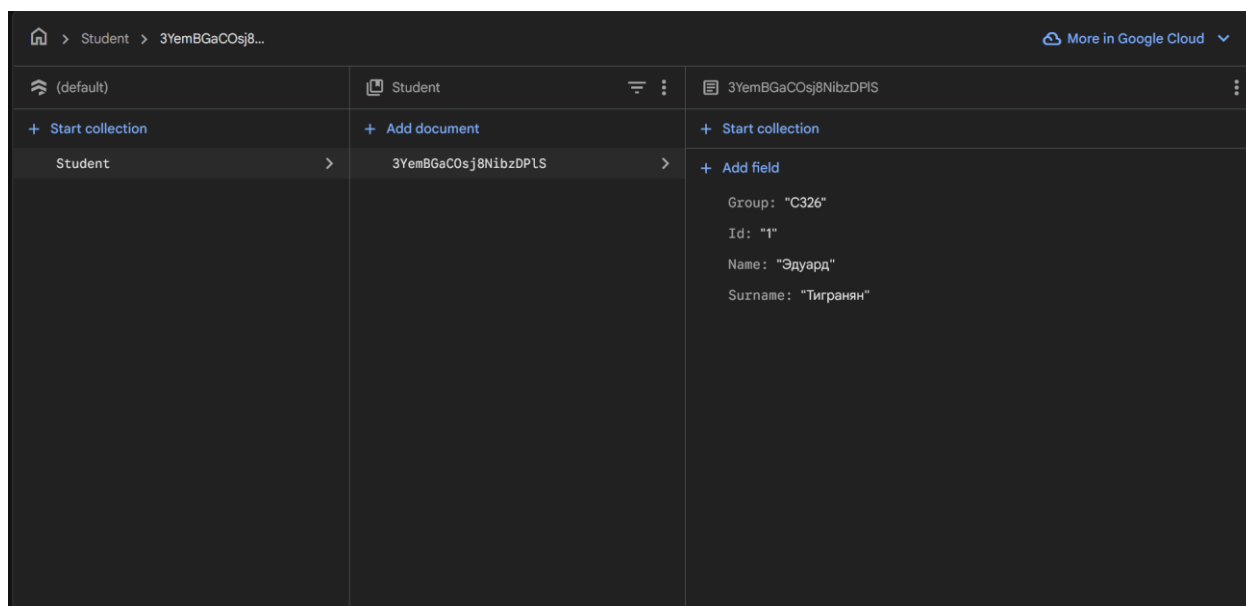 Student > 3YemBGaCOsj8...
More in Google Cloud
(default)
Student
3YemBGaCOsj8NibzDPlS
+ Start collection
+ Add document
+ Start collection
Student
3YemBGaCOsj8NibzDPlS
+ Add field
Group: "C326"
Id: "1"
Name: "Эдуард"
Surname: "Тигранян"